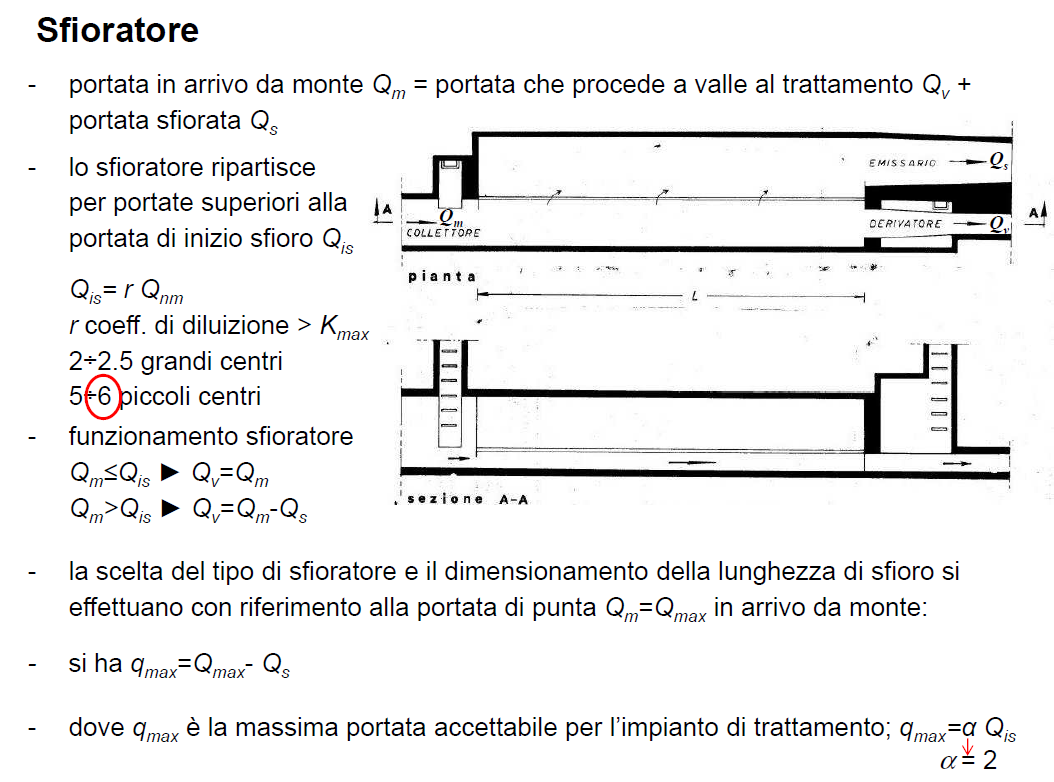 Sfioratore
- portata in arrivo da monte Qm = portata che procede a valle al trattamento Qv +
portata sfiorata Qs
- lo sfioratore ripartisce
per portate superiori alla
portata di inizio sfioro Qis
Qis= r Qnm
r coeff. di diluizione > Kmax
2÷2.5 grandi centri
5÷6 piccoli centri
- funzionamento sfioratore
Qm≤Qis ► Qv=Qm
Qm>Qis ► Qv=Qm-Qs
EMISSARIO Qs
A Qm A
COLLETTORE
DERIVATORE Qv
pianta
L
sezione A-A
- la scelta del tipo di sfioratore e il dimensionamento della lunghezza di sfioro si
effettuano con riferimento alla portata di punta Qm=Qmax in arrivo da monte:
- si ha qmax=Qmax- Qs
- dove qmax è la massima portata accettabile per l'impianto di trattamento; qmax=α Qis
α = 2